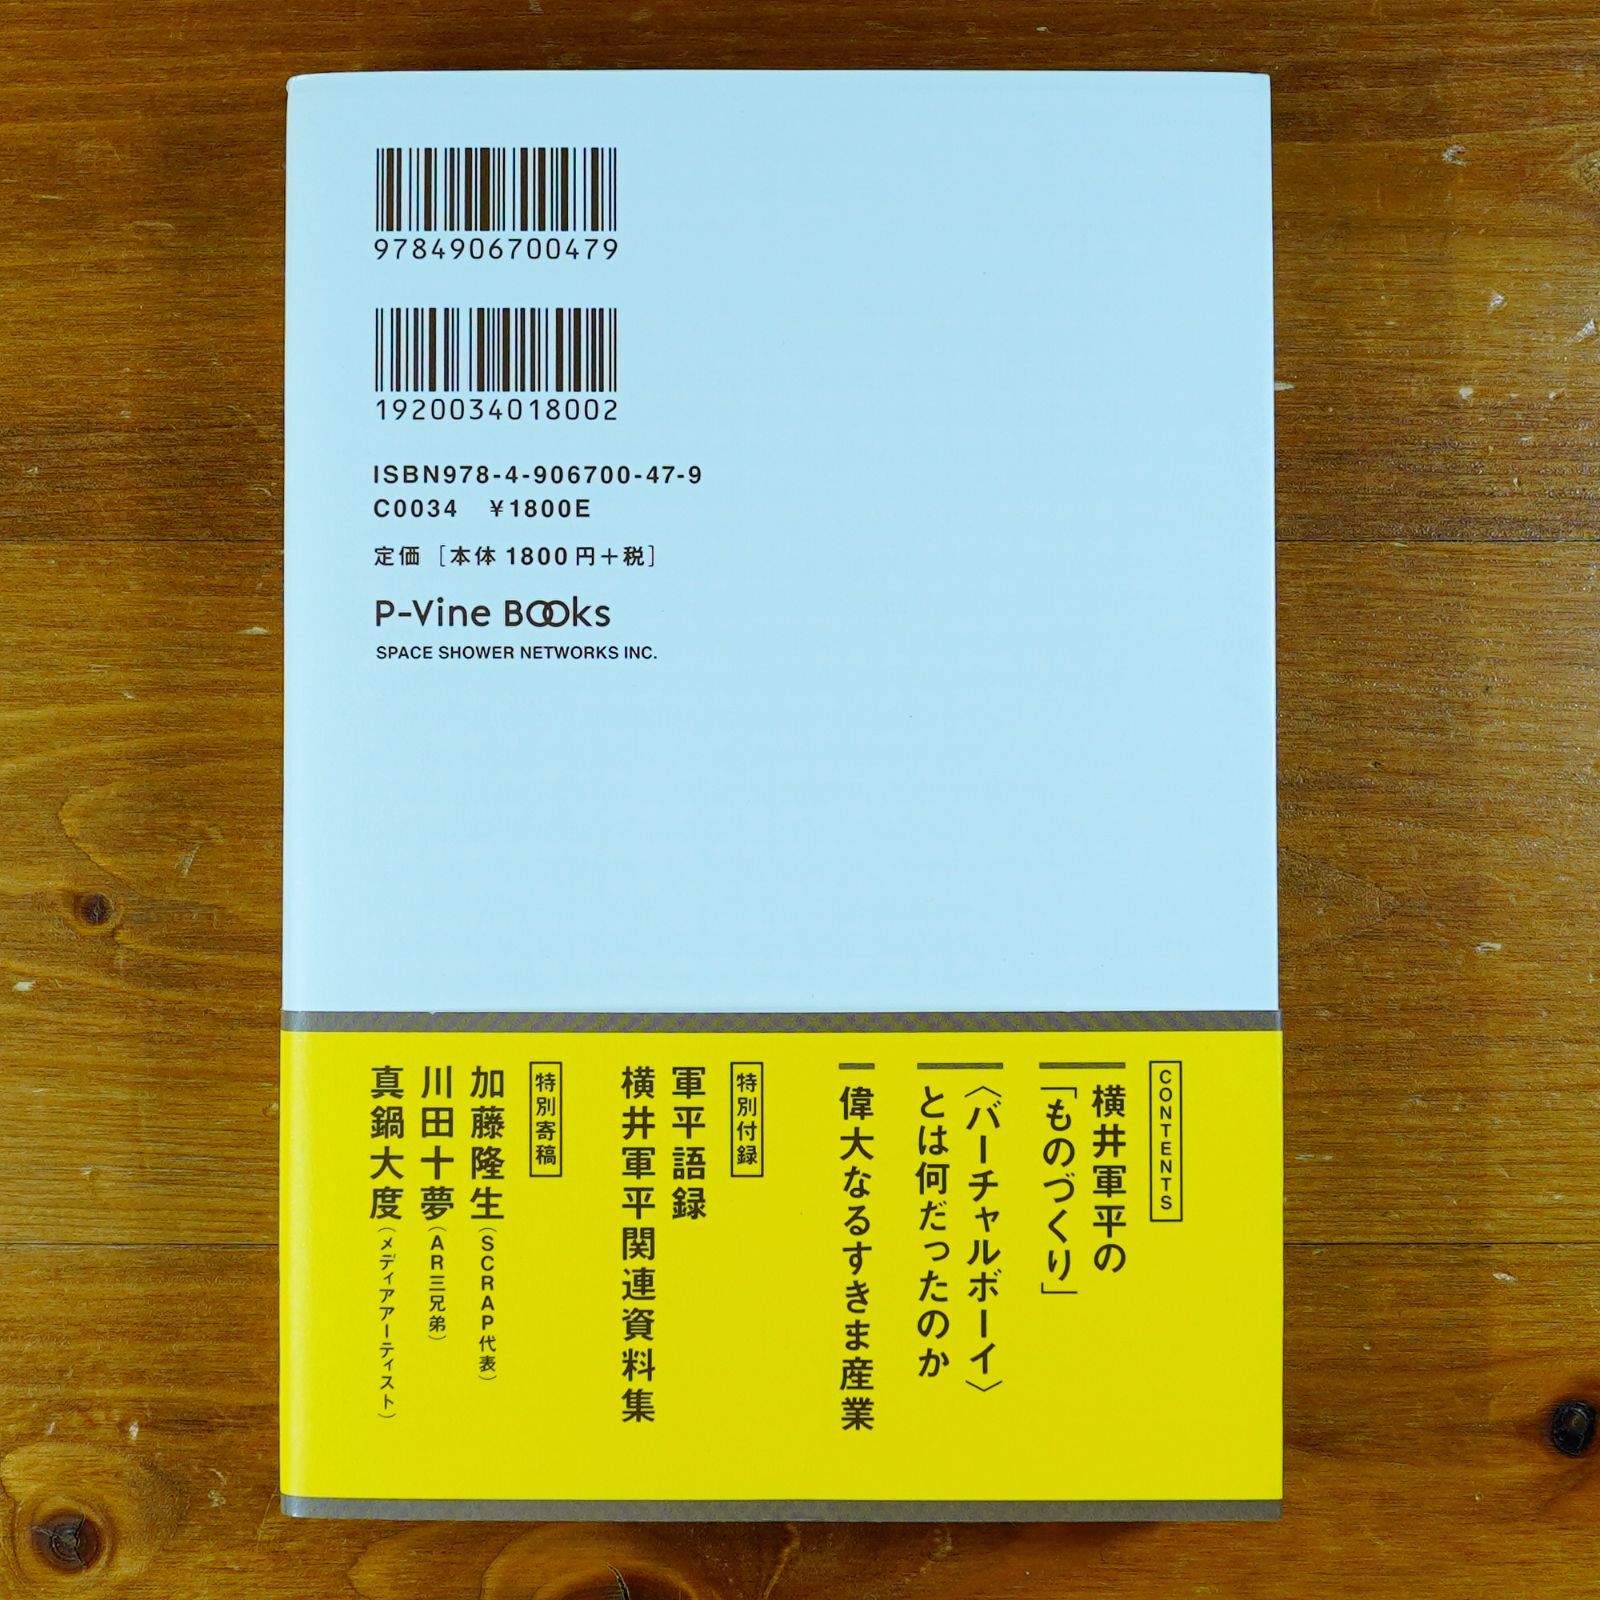 9784906700479
1920034018002
ISBN978-4-906700-47-9
C0034 ¥1800E
定価 [本体 1800 円+税]
P-Vine BOOks
SPACE SHOWER NETWORKS INC.
CONTENTS
横井軍平の
「ものづくり」
〈バーチャルボーイ〉
とは何だったのか
偉大なるすきま産業
特別付録
軍平語録
横井軍平関連資料集
特別寄稿
加藤隆生(SCRAP代表)
川田十夢(AR三兄弟)
真鍋大度(メディアアーティスト)